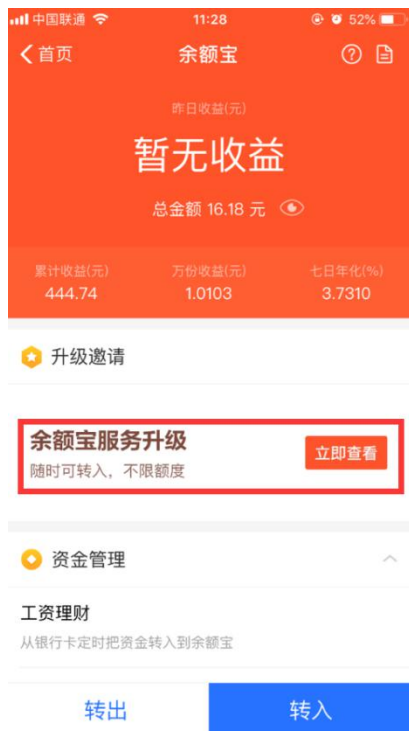 中国联通 11:28 52%
首页 余额宝
昨日收益(元)
暂无收益
总金额 16.18 元
累计收益(元) 万份收益(元) 七日年化(%)
444.74 1.0103 3.7310
升级邀请
余额宝服务升级
立即查看
随时可转入，不限额度
资金管理
工资理财
从银行卡定时把资金转入到余额宝
转出 转入